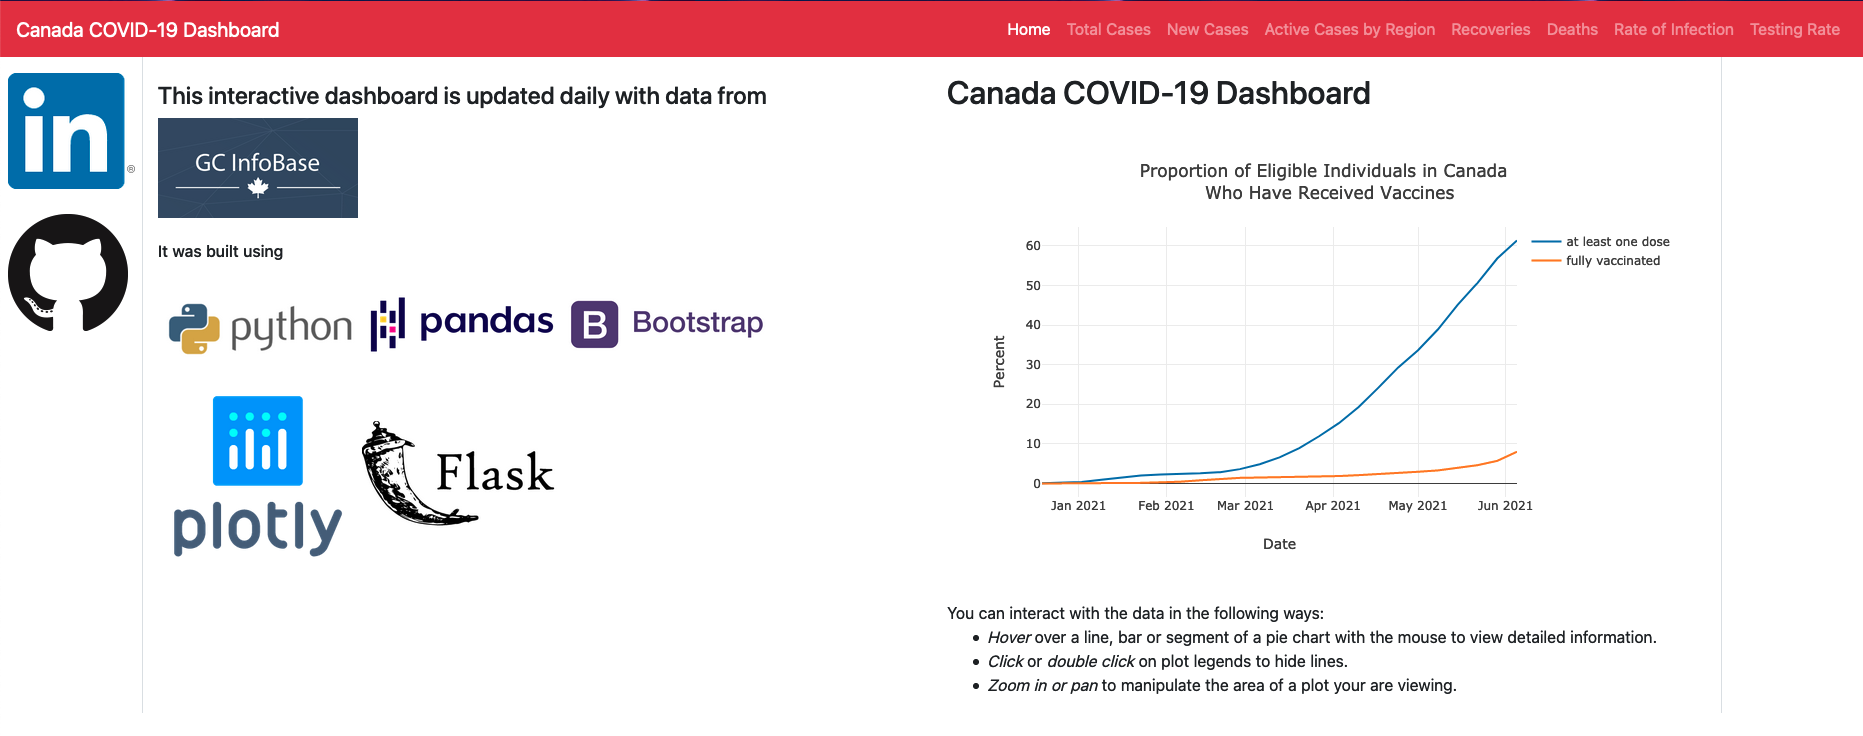 Canada COVID-19 Dashboard
Home Total Cases New Cases Active Cases by Region Recoveries Deaths Rate of Infection Testing Rate
in ®
This interactive dashboard is updated daily with data from
GC InfoBase
It was built using
python
pandas
B Bootstrap
plotly
Flask
Canada COVID-19 Dashboard
Proportion of Eligible Individuals in Canada
Who Have Received Vaccines
at least one dose
fully vaccinated
Percent
60
50
40
30
20
10
0
Jan 2021 Feb 2021 Mar 2021 Apr 2021 May 2021 Jun 2021
Date
You can interact with the data in the following ways:
• Hover over a line, bar or segment of a pie chart with the mouse to view detailed information.
• Click or double click on plot legends to hide lines.
• Zoom in or pan to manipulate the area of a plot your are viewing.